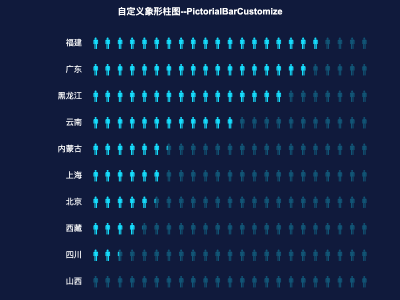 自定义象形柱图--PictorialBarCustomize
福建
广东
黑龙江
云南
内蒙古
上海
北京
西藏
四川
山西